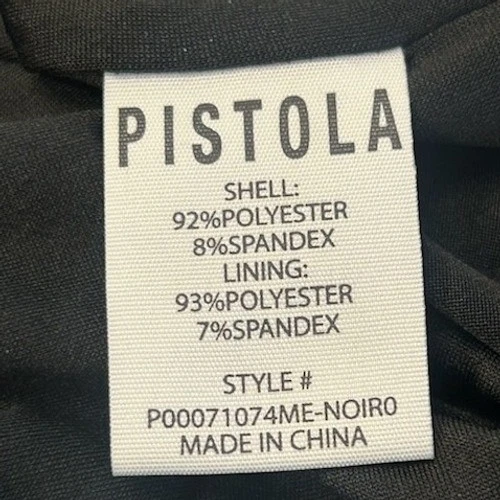 PISTOLA
SHELL:
92%POLYESTER
8%SPANDEX
LINING:
93%POLYESTER
7%SPANDEX
STYLE #
P00071074ME-NOIR0
MADE IN CHINA